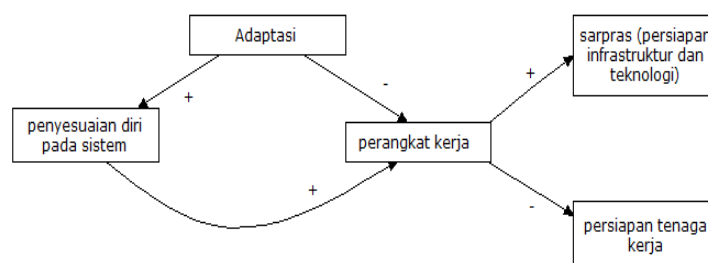 Adaptasi
sarpras (persiapan
infrastruktur dan
teknologi)
+
-
+
penyesuaian diri
pada sistem
perangkat kerja
+
-
persiapan tenaga
kerja